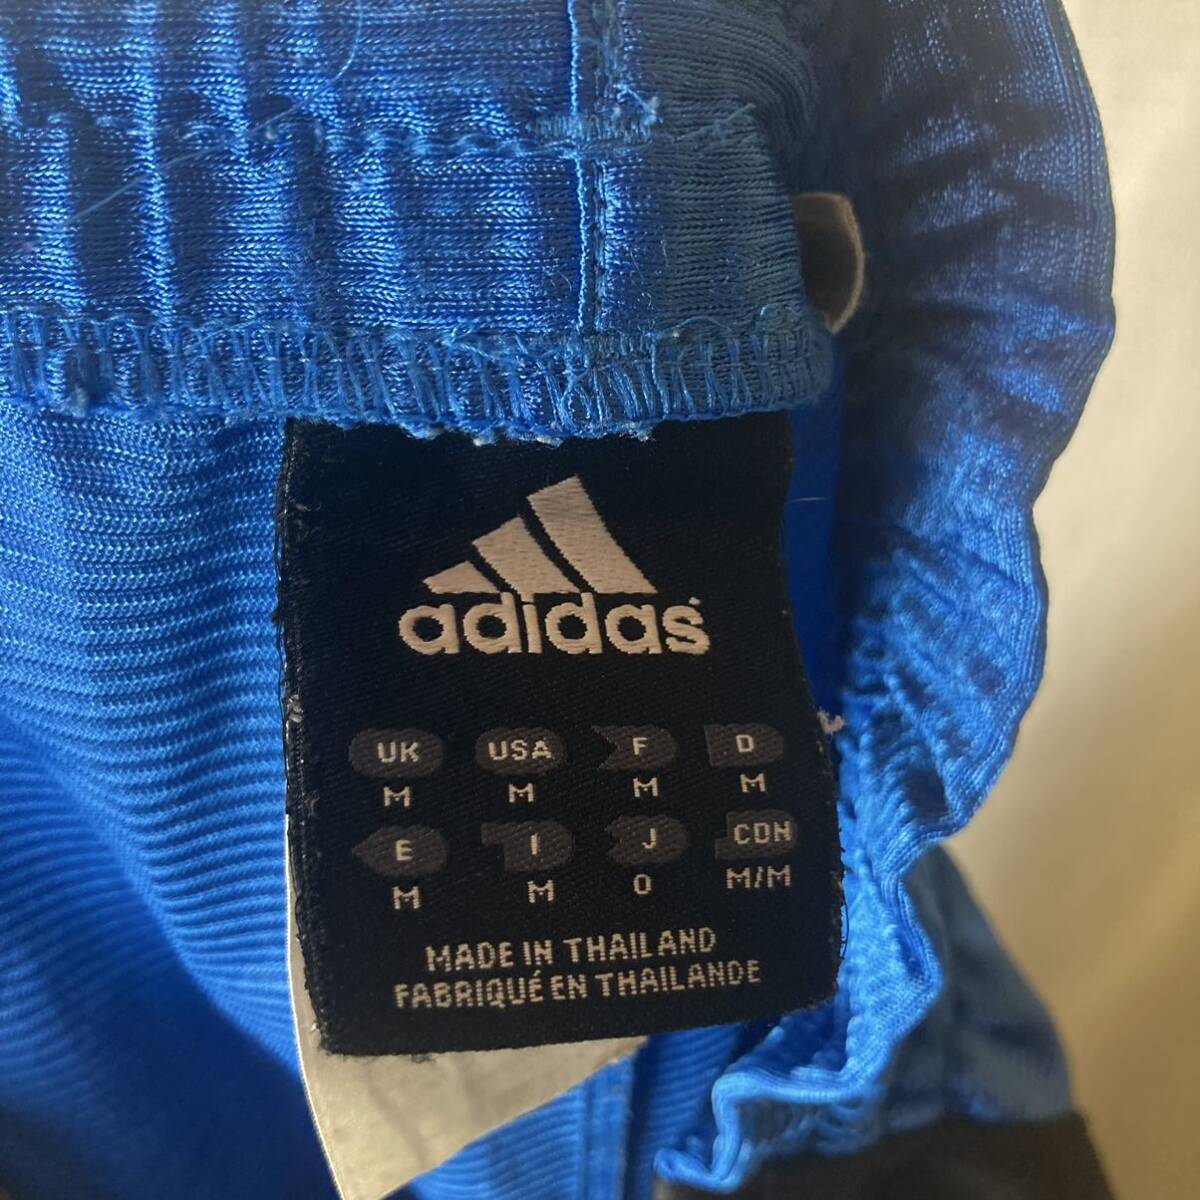 adidas
UK USA F D
M M M M
E I J CDN
M M O M/M
MADE IN THAILAND
FABRIQUÉ EN THAILANDE